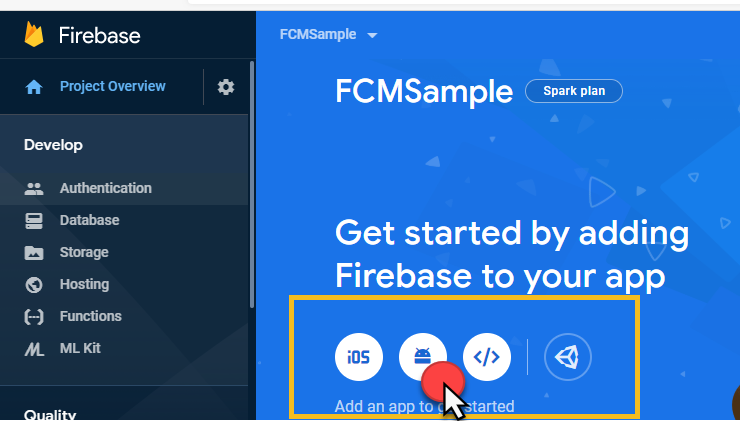 Firebase
FCMSample
Project Overview
FCMSample
Spark plan
Develop
Authentication
Database
Storage
Hosting
Functions
ML Kit
Quality
Get started by adding
Firebase to your app
iOS
</>
Add an app to started